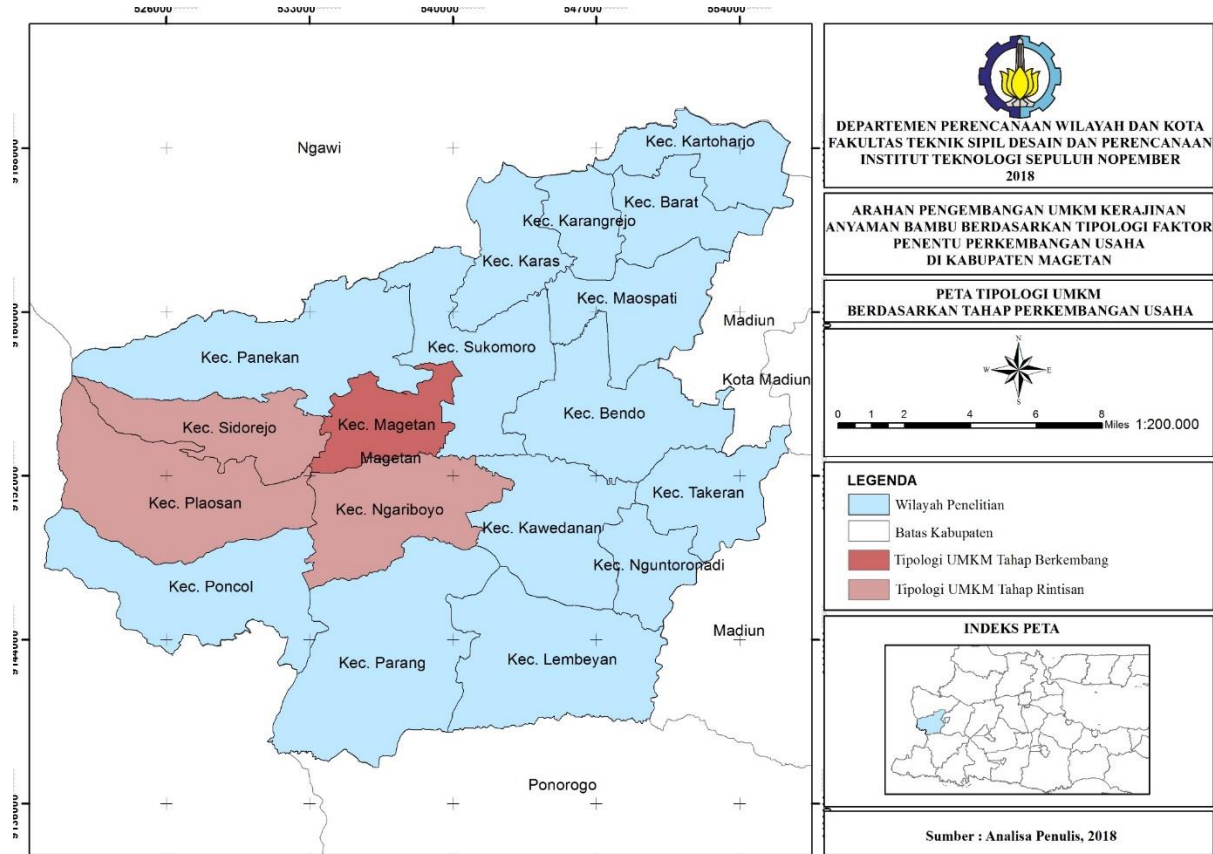 526000
533000
540000
547000
554000
Ngawi
Kec. Kartoharjo
Kec. Barat
Kec. Karangrejo
Kec. Karas
Kec. Maospati
Madiun
Kec. Panekan
Kec. Sukomoro
Kota Madiun
Kec. Bendo
Kec. Sidorejo
Kec. Magetan
Magetan
Kec. Plaosan
Kec. Ngariboyo
Kec. Takeran
Kec. Kawedanan
Kec. Nguntoronadi
Kec. Poncol
Madiun
Kec. Parang
Kec. Lembeyan
Ponorogo
DEPARTEMEN PERENCANAAN WILAYAH DAN KOTA
FAKULTAS TEKNIK SIPIL DESAIN DAN PERENCANAAN
INSTITUT TEKNOLOGI SEPULUH NOPEMBER
2018
ARAHAN PENGEMBANGAN UMKM KERAJINAN
ANYAMAN BAMBU BERDASARKAN TIPOLOGI FAKTOR
PENENTU PERKEMBANGAN USAHA
DI KABUPATEN MAGETAN
PETA TIPOLOGI UMKM
BERDASARKAN TAHAP PERKEMBANGAN USAHA
N
W E
S
0 1 2 4 6 8 Miles 1:200.000
LEGENDA
Wilayah Penelitian
Batas Kabupaten
Tipologi UMKM Tahap Berkembang
Tipologi UMKM Tahap Rintisan
INDEKS PETA
Sumber : Analisa Penulis, 2018